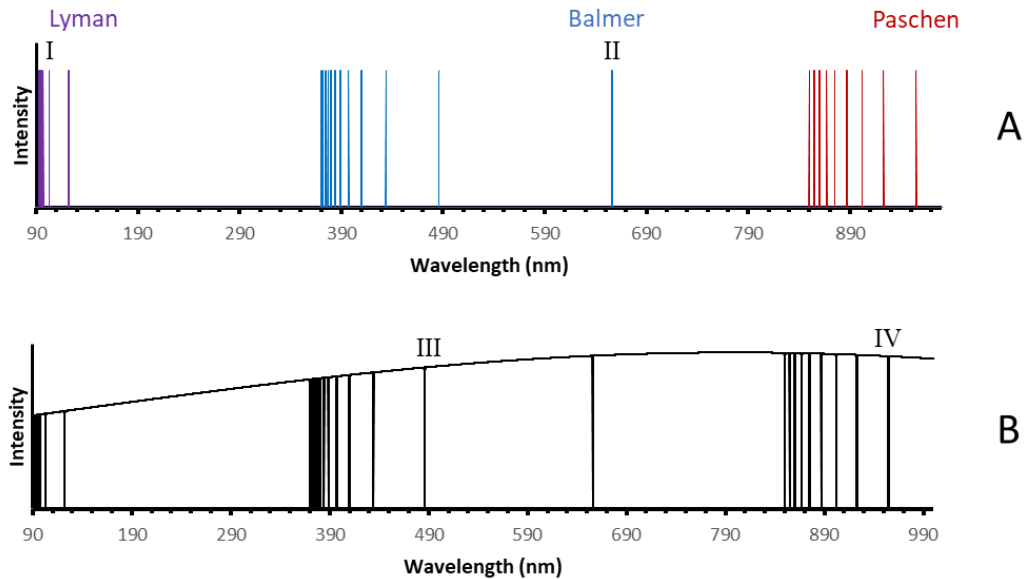 Lyman Balmer Paschen
I II
Intensity
A
90 190 290 390 490 590 690 790 890
Wavelength (nm)
III IV
Intensity
B
90 190 290 390 490 590 690 790 890 990
Wavelength (nm)